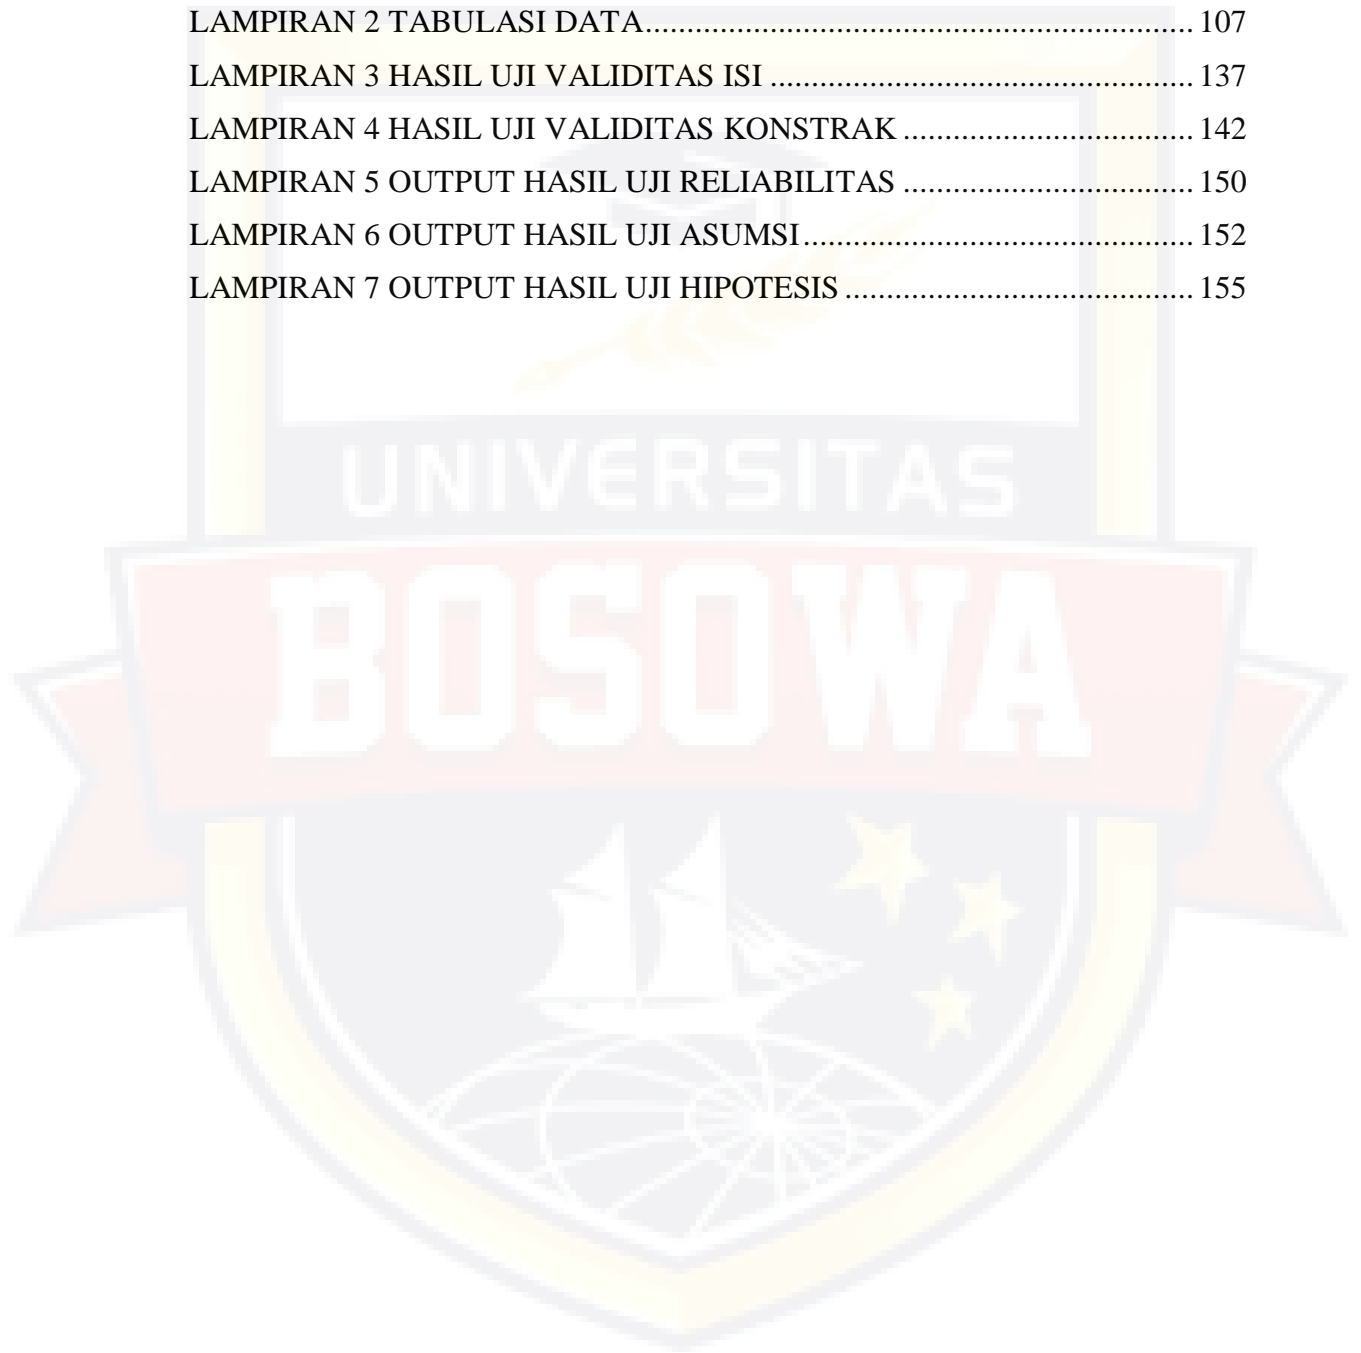 LAMPIRAN 2 TABULASI DATA.................................................................. 107
LAMPIRAN 3 HASIL UJI VALIDITAS ISI ................................................... 137
LAMPIRAN 4 HASIL UJI VALIDITAS KONSTRAK ................................... 142
LAMPIRAN 5 OUTPUT HASIL UJI RELIABILITAS ................................... 150
LAMPIRAN 6 OUTPUT HASIL UJI ASUMSI............................................... 152
LAMPIRAN 7 OUTPUT HASIL UJI HIPOTESIS .......................................... 155
UNIVERSITAS
BOSOWA